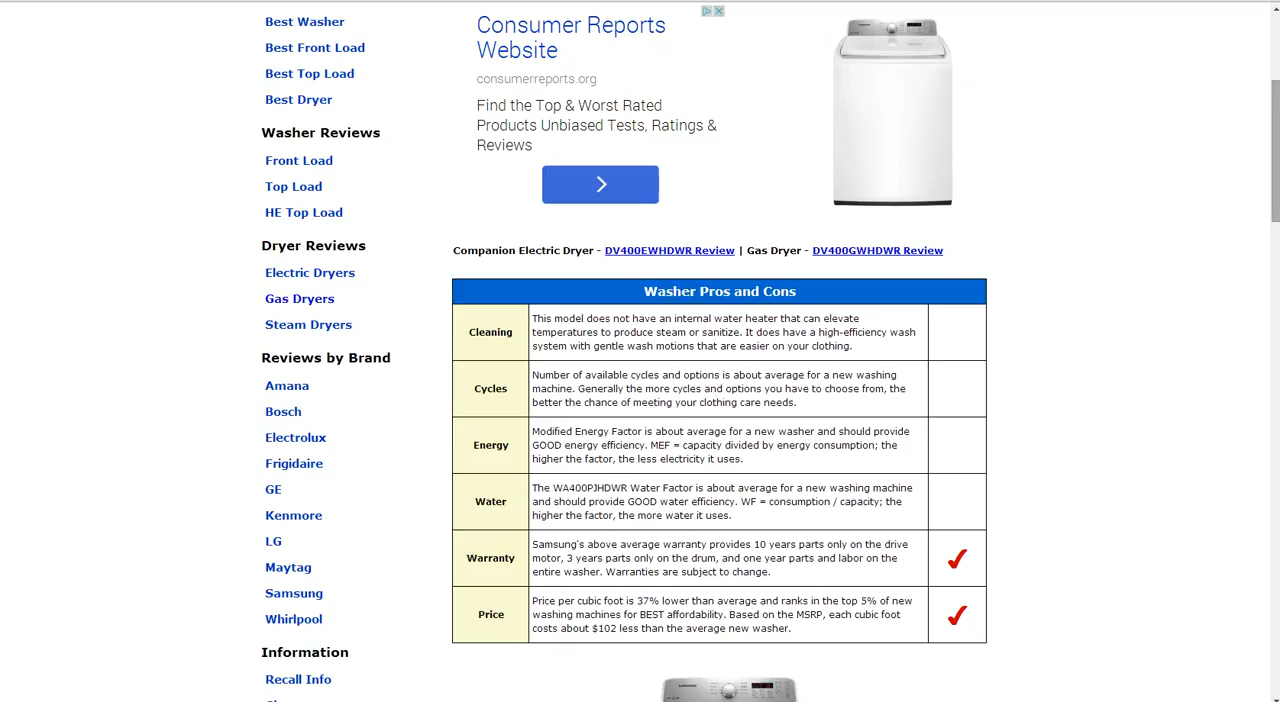 Best Washer
Best Front Load
Best Top Load
Best Dryer
Washer Reviews
Front Load
Top Load
HE Top Load
Dryer Reviews
Electric Dryers
Gas Dryers
Steam Dryers
Reviews by Brand
Amana
Bosch
Electrolux
Frigidaire
GE
Kenmore
LG
Maytag
Samsung
Whirlpool
Information
Recall Info
Consumer Reports
Website
consumerreports.org
Find the Top & Worst Rated
Products Unbiased Tests, Ratings &
Reviews
Companion Electric Dryer - DV400EWHDWR Review | Gas Dryer - DV400GWHDWR Review
Washer Pros and Cons
Cleaning
This model does not have an internal water heater that can elevate
temperatures to produce steam or sanitize. It does have a high-efficiency wash
system with gentle wash motions that are easier on your clothing.
Cycles
Number of available cycles and options is about average for a new washing
machine. Generally the more cycles and options you have to choose from, the
better the chance of meeting your clothing care needs.
Energy
Modified Energy Factor is about average for a new washer and should provide
GOOD energy efficiency. MEF = capacity divided by energy consumption; the
higher the factor, the less electricity it uses.
Water
The WA400PJHDWR Water Factor is about average for a new washing machine
and should provide GOOD water efficiency. WF = consumption / capacity; the
higher the factor, the more water it uses.
Warranty
Samsung's above average warranty provides 10 years parts only on the drive
motor, 3 years parts only on the drum, and one year parts and labor on the
entire washer. Warranties are subject to change.
Price
Price per cubic foot is 37% lower than average and ranks in the top 5% of new
washing machines for BEST affordability. Based on the MSRP, each cubic foot
costs about $102 less than the average new washer.
SAMSUNG